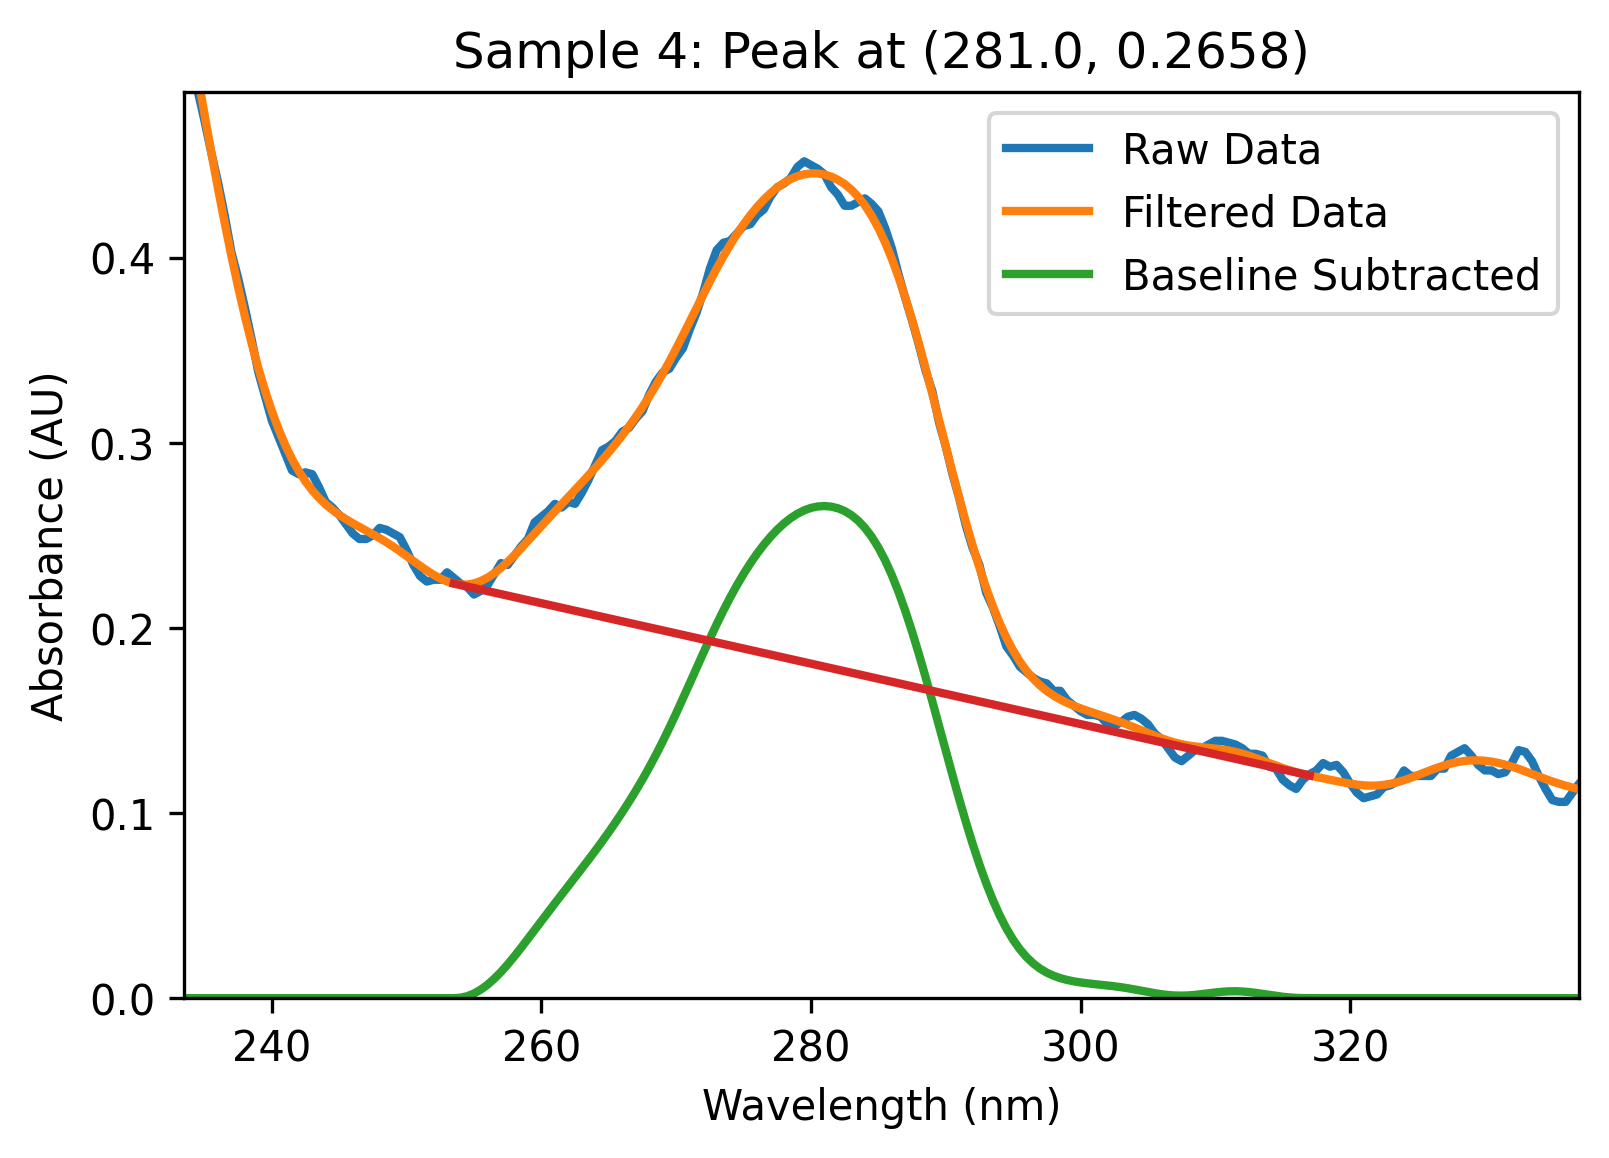 Sample 4: Peak at (281.0, 0.2658)
Raw Data
Filtered Data
Baseline Subtracted
Absorbance (AU)
0.4
0.3
0.2
0.1
0.0
240 260 280 300 320
Wavelength (nm)